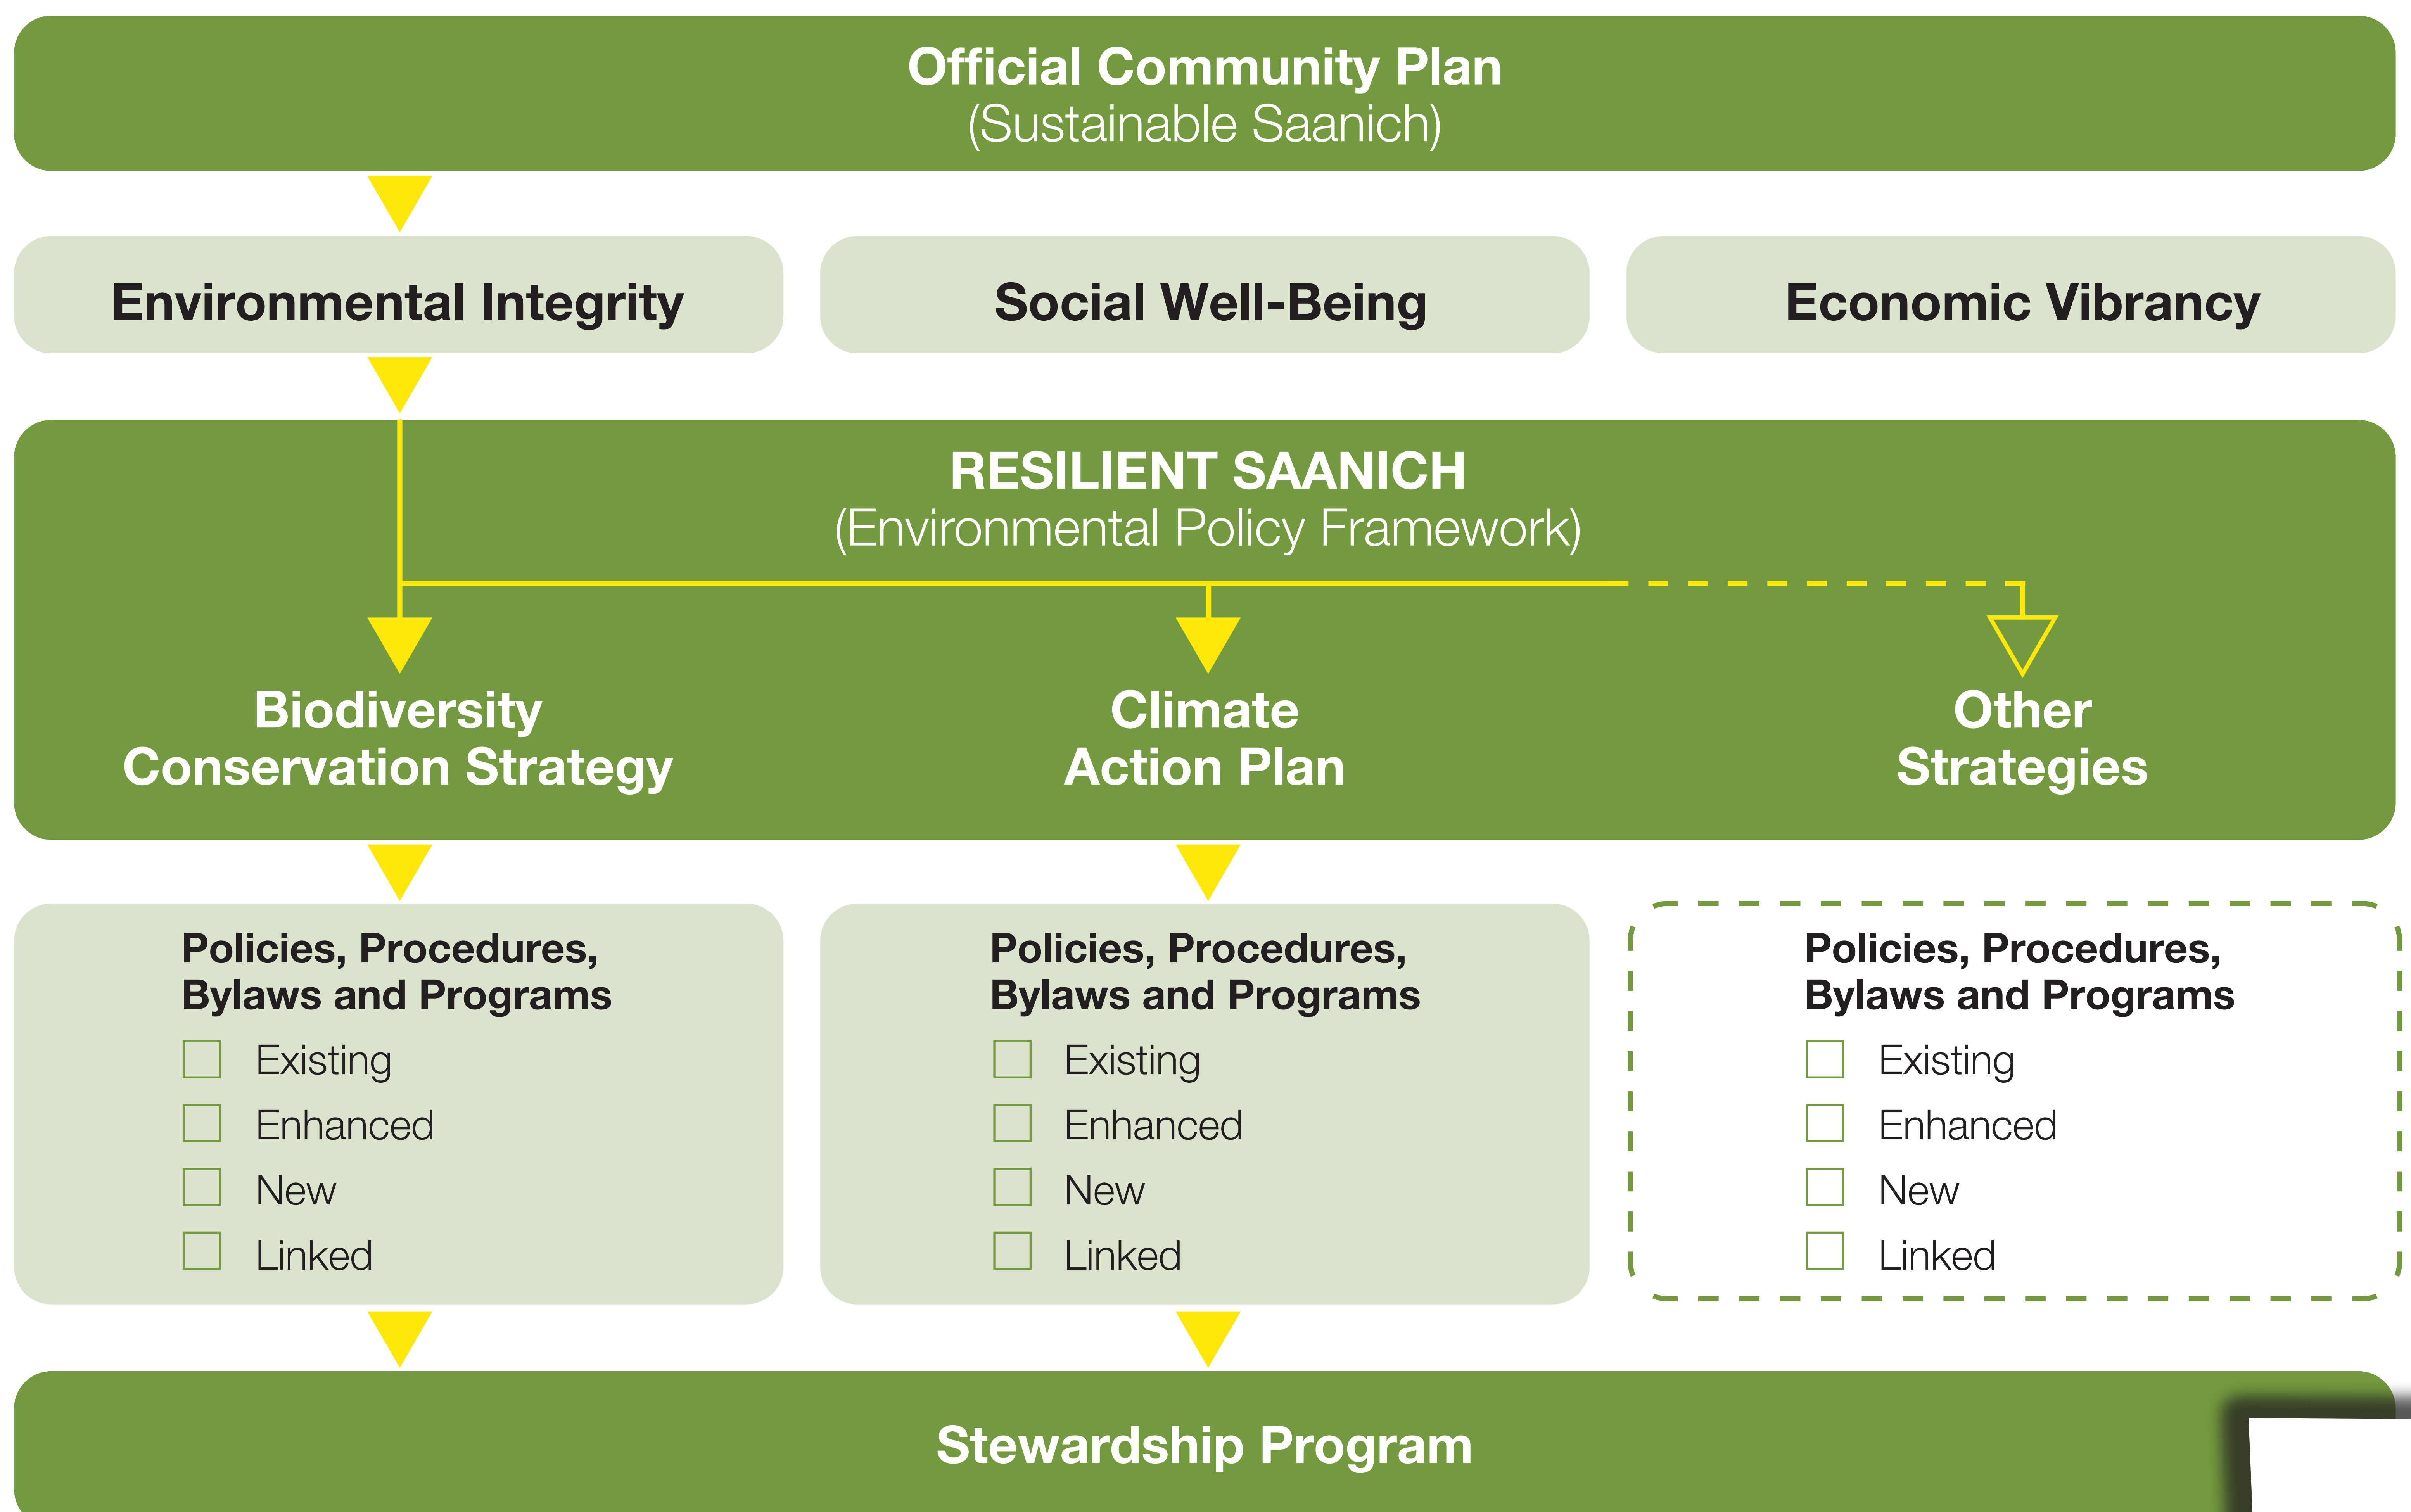 Official Community Plan
(Sustainable Saanich)
Environmental Integrity
Social Well-Being
Economic Vibrancy
RESILIENT SAANICH
(Environmental Policy Framework)
Biodiversity
Conservation Strategy
Climate
Action Plan
Other
Strategies
Policies, Procedures,
Bylaws and Programs
Existing
Enhanced
New
Linked
Policies, Procedures,
Bylaws and Programs
Existing
Enhanced
New
Linked
Policies, Procedures,
Bylaws and Programs
Existing
Enhanced
New
Linked
Stewardship Program